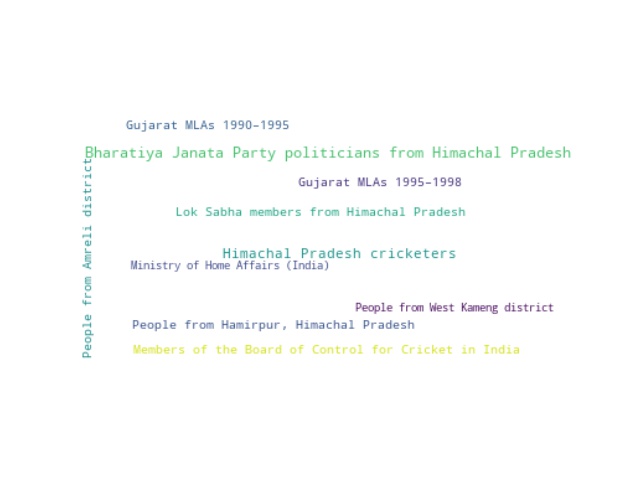 Gujarat MLAs 1990-1995
Bharatiya Janata Party politicians from Himachal Pradesh
Gujarat MLAs 1995-1998
Lok Sabha members from Himachal Pradesh
People from Amreli district
Himachal Pradesh cricketers
Ministry of Home Affairs (India)
People from West Kameng district
People from Hamirpur, Himachal Pradesh
Members of the Board of Control for Cricket in India